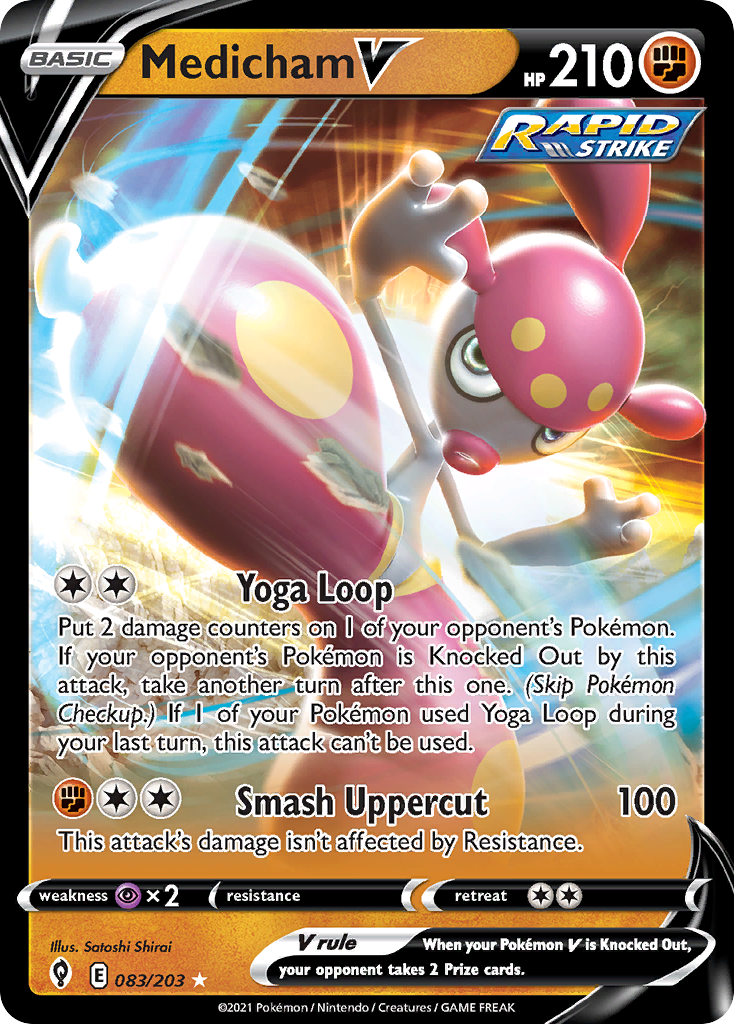 BASIC
Medicham V
HP 210
RAPID STRIKE
Yoga Loop
Put 2 damage counters on 1 of your opponent's Pokémon.
If your opponent's Pokémon is Knocked Out by this
attack, take another turn after this one. (Skip Pokémon
Checkup.) If 1 of your Pokémon used Yoga Loop during
your last turn, this attack can't be used.
Smash Uppercut 100
This attack's damage isn't affected by Resistance.
weakness ×2 resistance retreat
Illus. Satoshi Shirai
V rule When your Pokémon V is Knocked Out,
your opponent takes 2 Prize cards.
E 083/203
©2021 Pokémon / Nintendo / Creatures / GAME FREAK